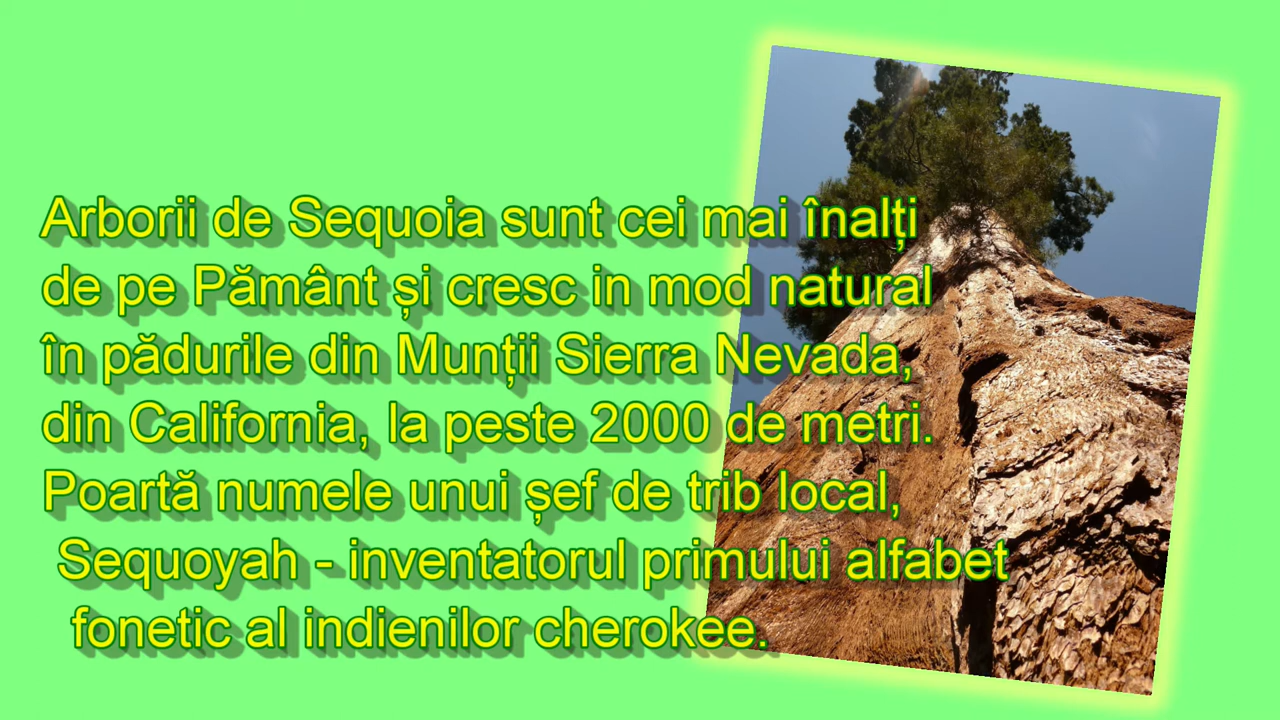 Arborii de Sequoia sunt cei mai înalți
de pe Pământ și cresc in mod natural
în pădurile din Munții Sierra Nevada,
din California, la peste 2000 de metri.
Poartă numele unui șef de trib local,
Sequoyah - inventatorul primului alfabet
fonetic al indienilor cherokee.